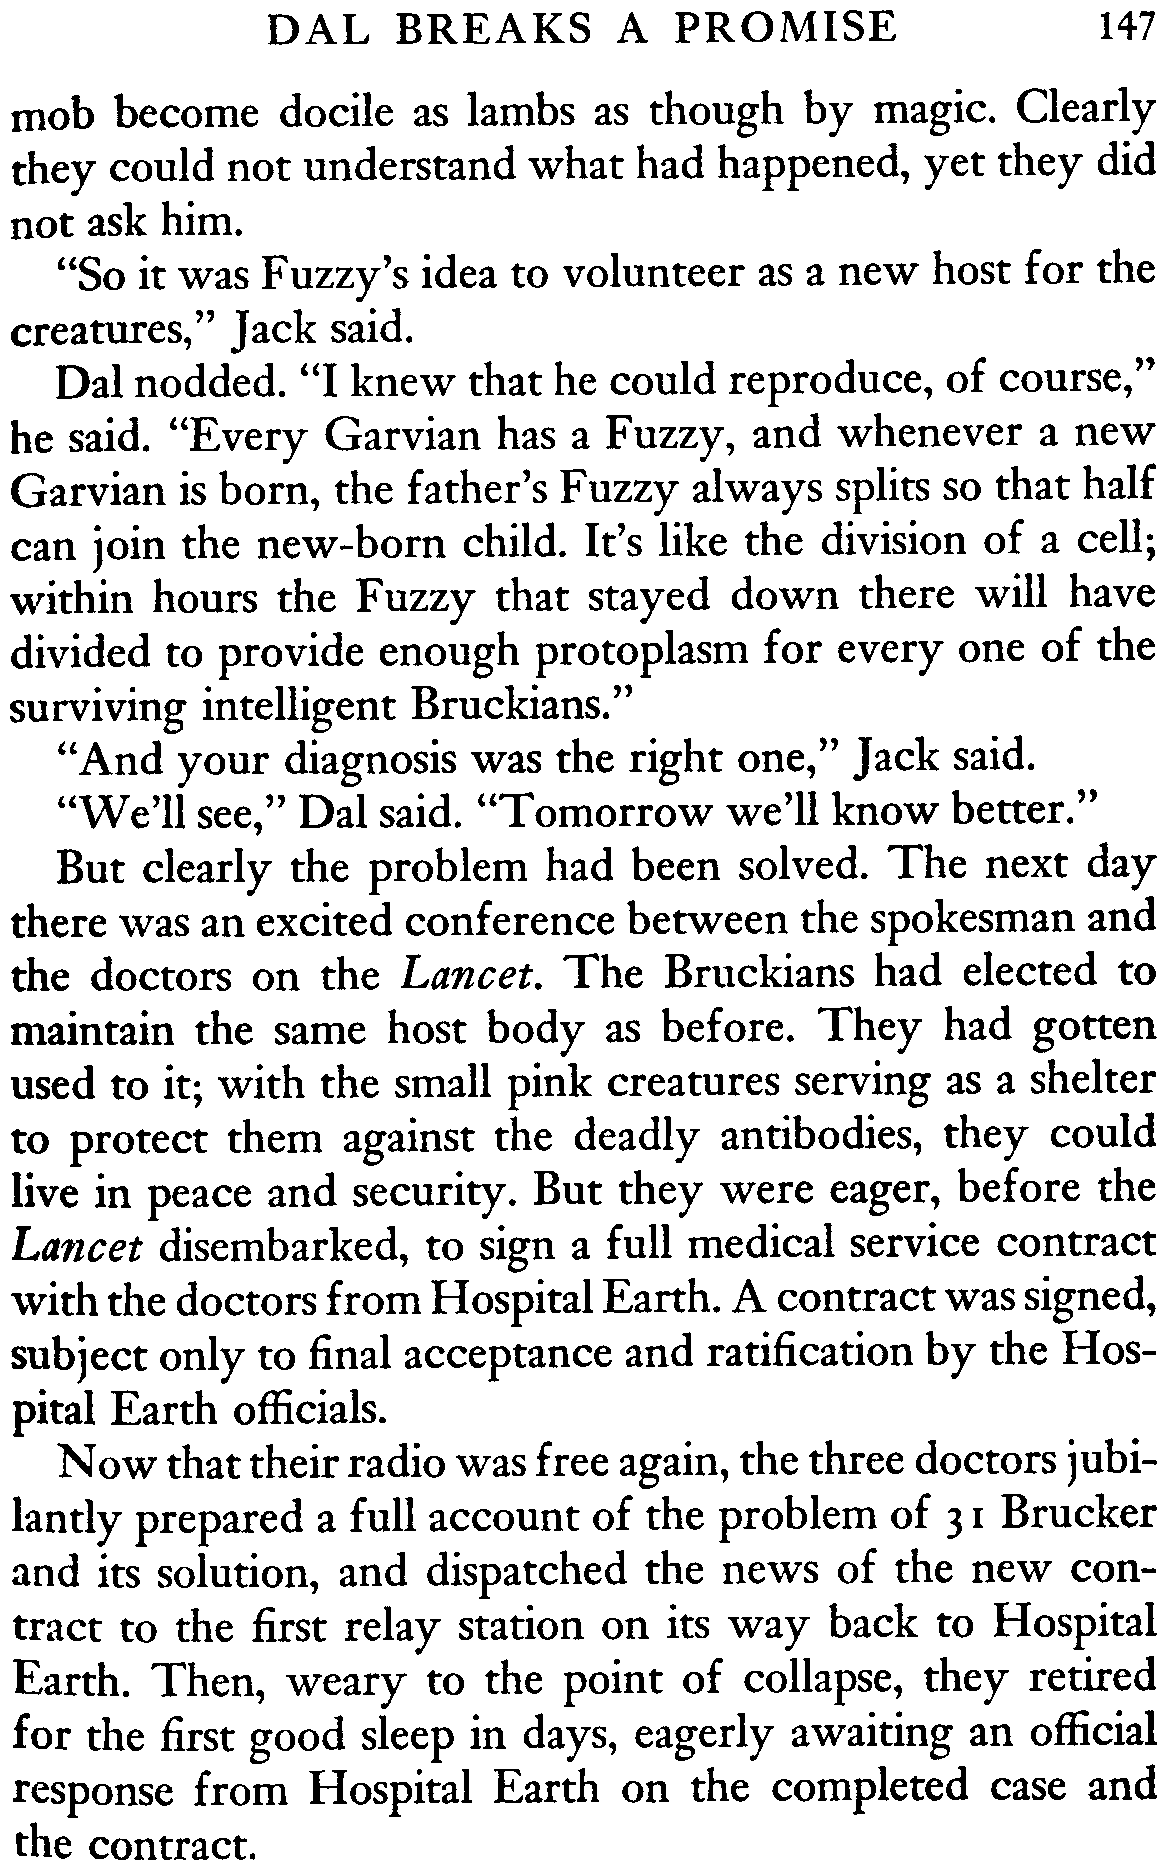 DAL BREAKS A PROMISE 147
mob become docile as lambs as though by magic. Clearly
they could not understand what had happened, yet they did
not ask him.
“So it was Fuzzy’s idea to volunteer as a new host for the
creatures,” Jack said.
Dal nodded. “I knew that he could reproduce, of course,”
he said. “Every Garvian has a Fuzzy, and whenever a new
Garvian is born, the father’s Fuzzy always splits so that half
can join the new-born child. It’s like the division of a cell;
within hours the Fuzzy that stayed down there will have
divided to provide enough protoplasm for every one of the
surviving intelligent Bruckians.”
“And your diagnosis was the right one,” Jack said.
“We’ll see,” Dal said. “Tomorrow we’ll know better.”
But clearly the problem had been solved. The next day
there was an excited conference between the spokesman and
the doctors on the Lancet. The Bruckians had elected to
maintain the same host body as before. They had gotten
used to it; with the small pink creatures serving as a shelter
to protect them against the deadly antibodies, they could
live in peace and security. But they were eager, before the
Lancet disembarked, to sign a full medical service contract
with the doctors from Hospital Earth. A contract was signed,
subject only to final acceptance and ratification by the Hos-
pital Earth officials.
Now that their radio was free again, the three doctors jubi-
lantly prepared a full account of the problem of 31 Brucker
and its solution, and dispatched the news of the new con-
tract to the first relay station on its way back to Hospital
Earth. Then, weary to the point of collapse, they retired
for the first good sleep in days, eagerly awaiting an official
response from Hospital Earth on the completed case and
the contract.